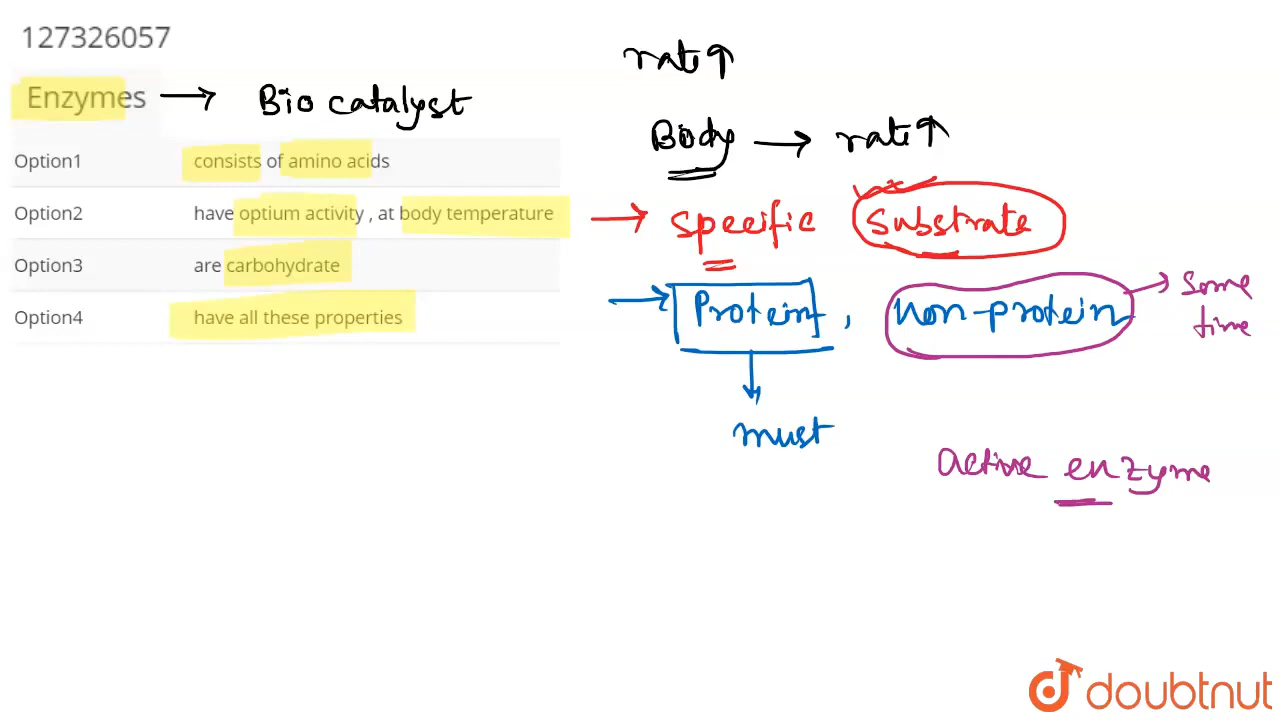 127326057
Enzymes → Bio catalyst
rate↑
Body → rate↑
Option1 consists of amino acids
Option2 have optium activity , at body temperature
→ specific substrate
Option3 are carbohydrate
→ Protein , Non-protein → Some time
Option4 have all these properties
must
active enzyme
doubtnut